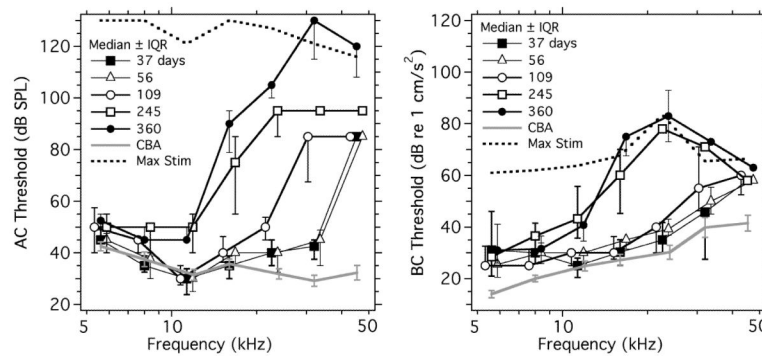 Median ± IQR
37 days
56
109
245
360
CBA
Max Stim
AC Threshold (dB SPL)
120
100
80
60
40
20
5
10
50
Frequency (kHz)
Median ± IQR
37 days
56
109
245
360
CBA
Max Stim
BC Threshold (dB re 1 cm/s²)
120
100
80
60
40
20
5
10
50
Frequency (kHz)